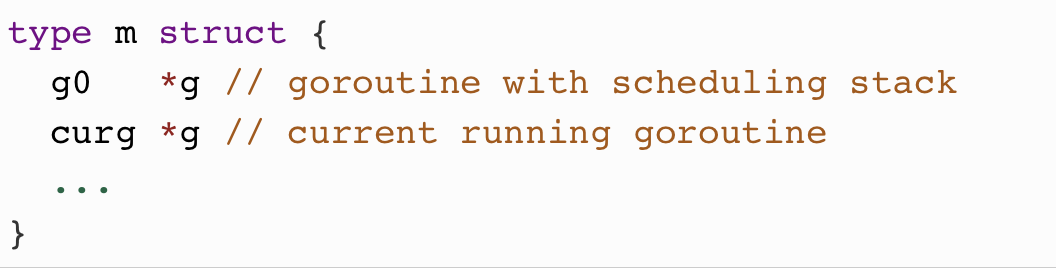 type m struct {
  g0   *g // goroutine with scheduling stack
  curg *g // current running goroutine
  ...
}